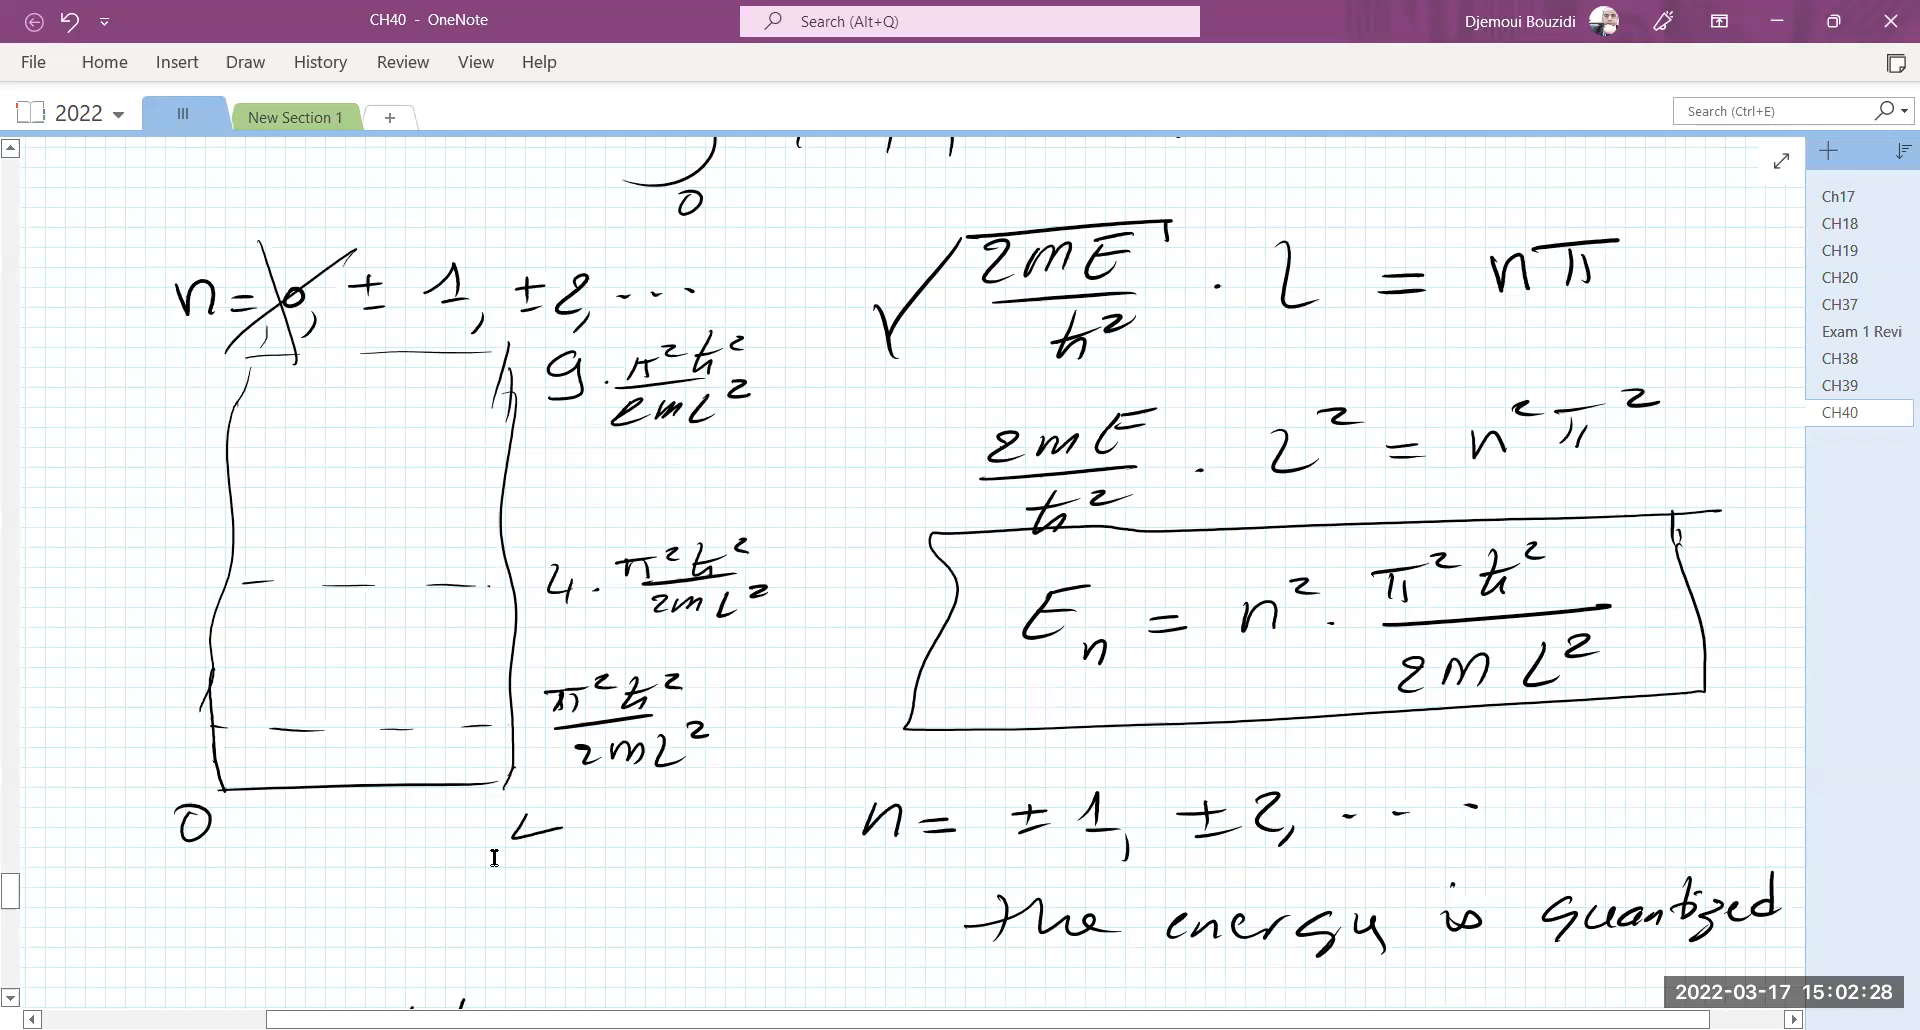 CH40 - OneNote
Search (Alt+Q)
Djemoui Bouzidi
File Home Insert Draw History Review View Help
2022
III
New Section 1
+
Search (Ctrl+E)
Ch17
CH18
CH19
CH20
CH37
Exam 1 Revi
CH38
CH39
CH40
0
n = 0, ± 1, ± 2, ...
√(2mE/ħ²) · L = nπ
9 · π²ħ²/2mL²
2mE/ħ² · L² = n²π²
4 · π²ħ²/2mL²
E_n = n² · π²ħ²/2mL²
π²ħ²/2mL²
0 L
n = ± 1, ± 2, ...
the energy is quantized
2022-03-17 15:02:28